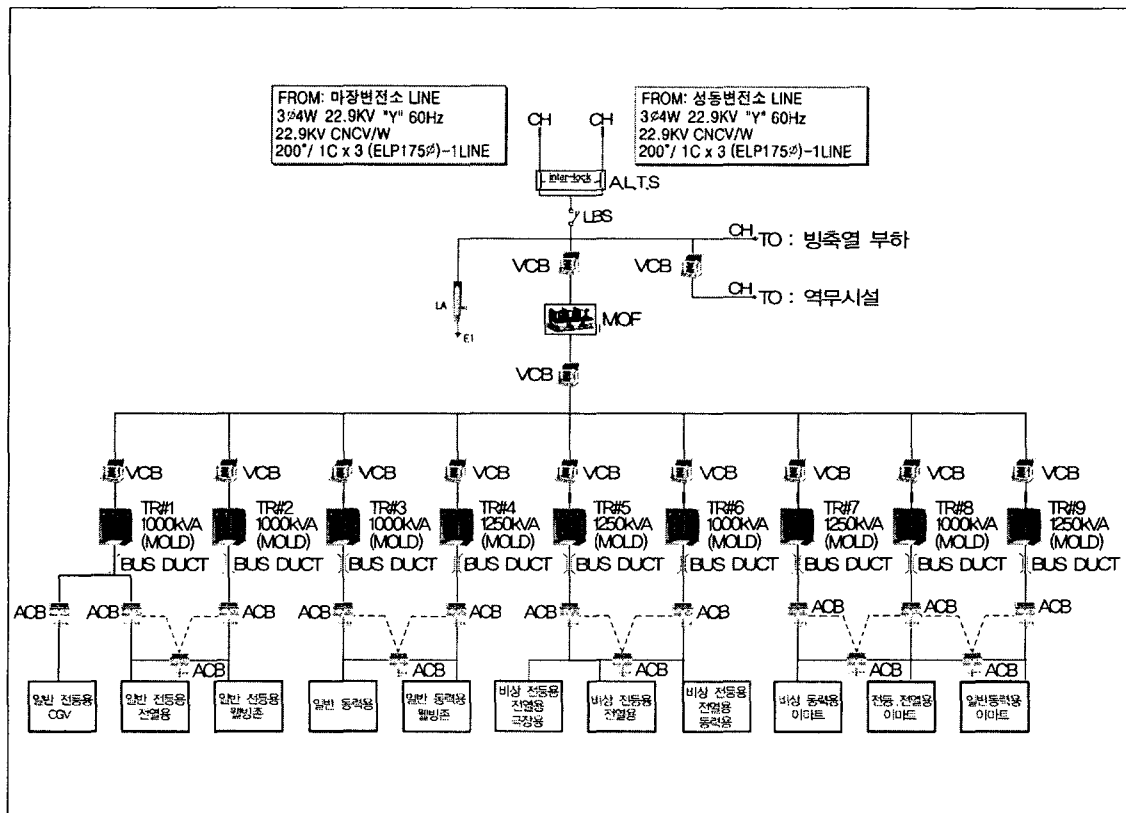 FROM: 마장변전소 LINE
3ø4W 22.9KV "Y" 60Hz
22.9KV CNCV/W
200°/ 1C x 3 (ELP175ø)-1LINE
FROM: 성동변전소 LINE
3ø4W 22.9KV "Y" 60Hz
22.9KV CNCV/W
200°/ 1C x 3 (ELP175ø)-1LINE
CH CH
inter-lock A.L.T.S
LBS
CH TO : 빙축열 부하
VCB VCB
CH TO : 역무시설
LA
E1
MOF
VCB
VCB VCB VCB VCB VCB VCB VCB VCB VCB
TR#1 TR#2 TR#3 TR#4 TR#5 TR#6 TR#7 TR#8 TR#9
1000kVA 1000kVA 1000kVA 1250kVA 1250kVA 1000kVA 1250kVA 1000kVA 1250kVA
(MOLD) (MOLD) (MOLD) (MOLD) (MOLD) (MOLD) (MOLD) (MOLD) (MOLD)
BUS DUCT BUS DUCT BUS DUCT BUS DUCT BUS DUCT BUS DUCT BUS DUCT BUS DUCT BUS DUCT
ACB ACB ACB ACB ACB ACB ACB ACB ACB ACB
ACB ACB ACB ACB ACB
일반 전등용
CGV
일반 전등용
전열용
일반 전등용
웰빙존
일반 동력용
일반 동력용
웰빙존
비상 전등용
전열용
극장용
비상 전등용
전열용
비상 전등용
전열용
동력용
비상 동력용
이마트
전등 . 전열용
이마트
일반동력용
이마트